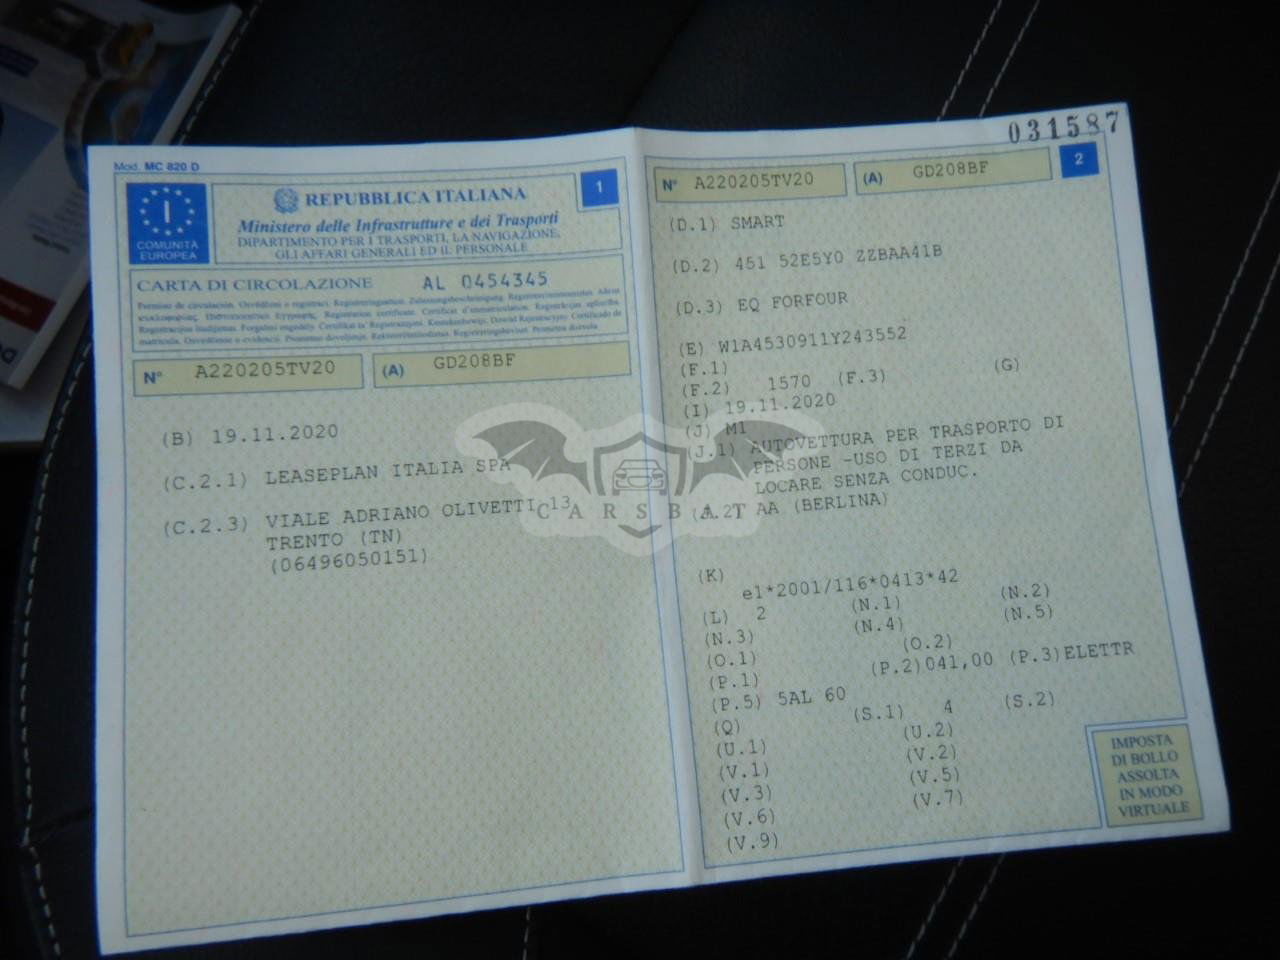 031587
Mod. MC 820 D
I
COMUNITÀ
EUROPEA
REPUBBLICA ITALIANA
Ministero delle Infrastrutture e dei Trasporti
DIPARTIMENTO PER I TRASPORTI, LA NAVIGAZIONE,
GLI AFFARI GENERALI ED IL PERSONALE
1
CARTA DI CIRCOLAZIONE AL 0454345
N° A220205TV20 (A) GD208BF
(B) 19.11.2020
(C.2.1) LEASEPLAN ITALIA SPA
(C.2.3) VIALE ADRIANO OLIVETTI 13
TRENTO (TN)
(06496050151)
N° A220205TV20 (A) GD208BF
2
(D.1) SMART
(D.2) 451 52E5Y0 ZZBAA41B
(D.3) EQ FORFOUR
(E) W1A4530911Y243552
(F.1)
(F.2) 1570 (F.3) (G)
(I) 19.11.2020
(J) M1
(J.1) AUTOVETTURA PER TRASPORTO DI
PERSONE -USO DI TERZI DA
LOCARE SENZA CONDUC.
(J.2) AA (BERLINA)
CARSBAT
(K)
e1*2001/116*0413*42
(L) 2 (N.1) (N.2)
(N.3) (N.4) (N.5)
(O.1) (O.2)
(P.1) (P.2)041,00 (P.3)ELETTR
(P.5) 5AL 60
(Q) (S.1) 4 (S.2)
(U.1) (U.2)
(V.1) (V.2)
(V.3) (V.5)
(V.6) (V.7)
(V.9)
IMPOSTA
DI BOLLO
ASSOLTA
IN MODO
VIRTUALE